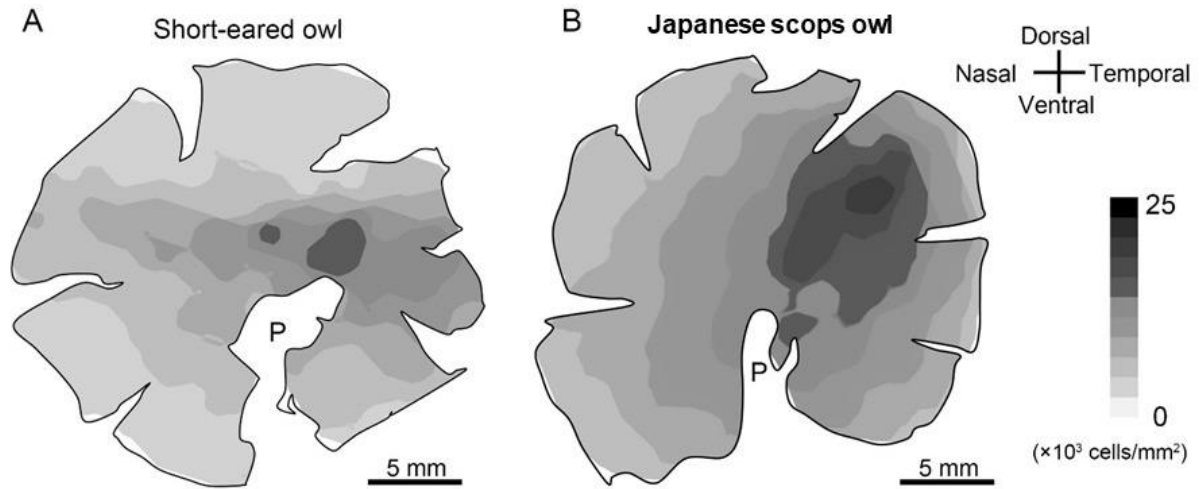 A
Short-eared owl
B
Japanese scops owl
Dorsal
Nasal
Temporal
Ventral
P
P
25
0
(×10³ cells/mm²)
5 mm
5 mm